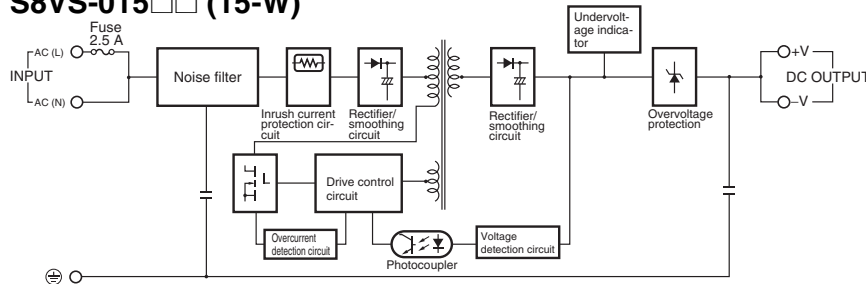 S8VS-015□□ (15-W)
Fuse
2.5 A
AC (L)
INPUT
AC (N)
Noise filter
Inrush current
protection cir-
cuit
Rectifier/
smoothing
circuit
Rectifier/
smoothing
circuit
Undervolt-
age indica-
tor
Overvoltage
protection
+V
DC OUTPUT
–V
Drive control
circuit
Overcurrent
detection circuit
Photocoupler
Voltage
detection circuit